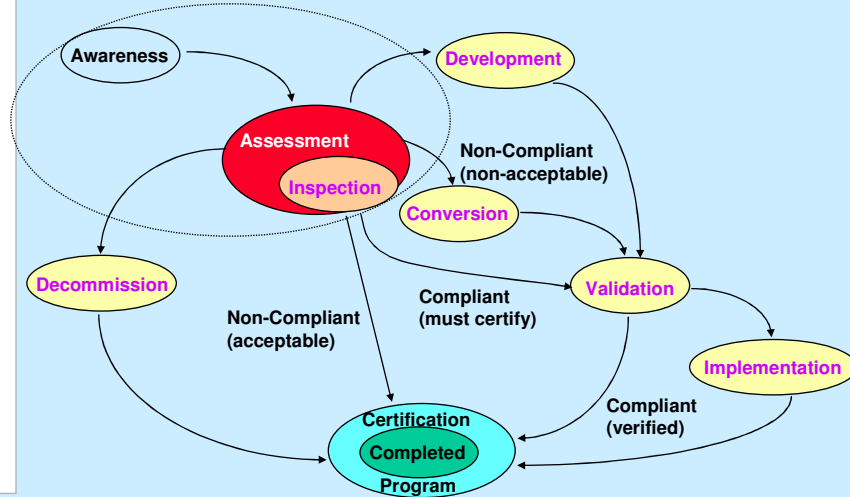 Awareness
Development
Assessment
Inspection
Non-Compliant
(non-acceptable)
Conversion
Decommission
Non-Compliant
(acceptable)
Compliant
(must certify)
Validation
Implementation
Compliant
(verified)
Certification
Completed
Program